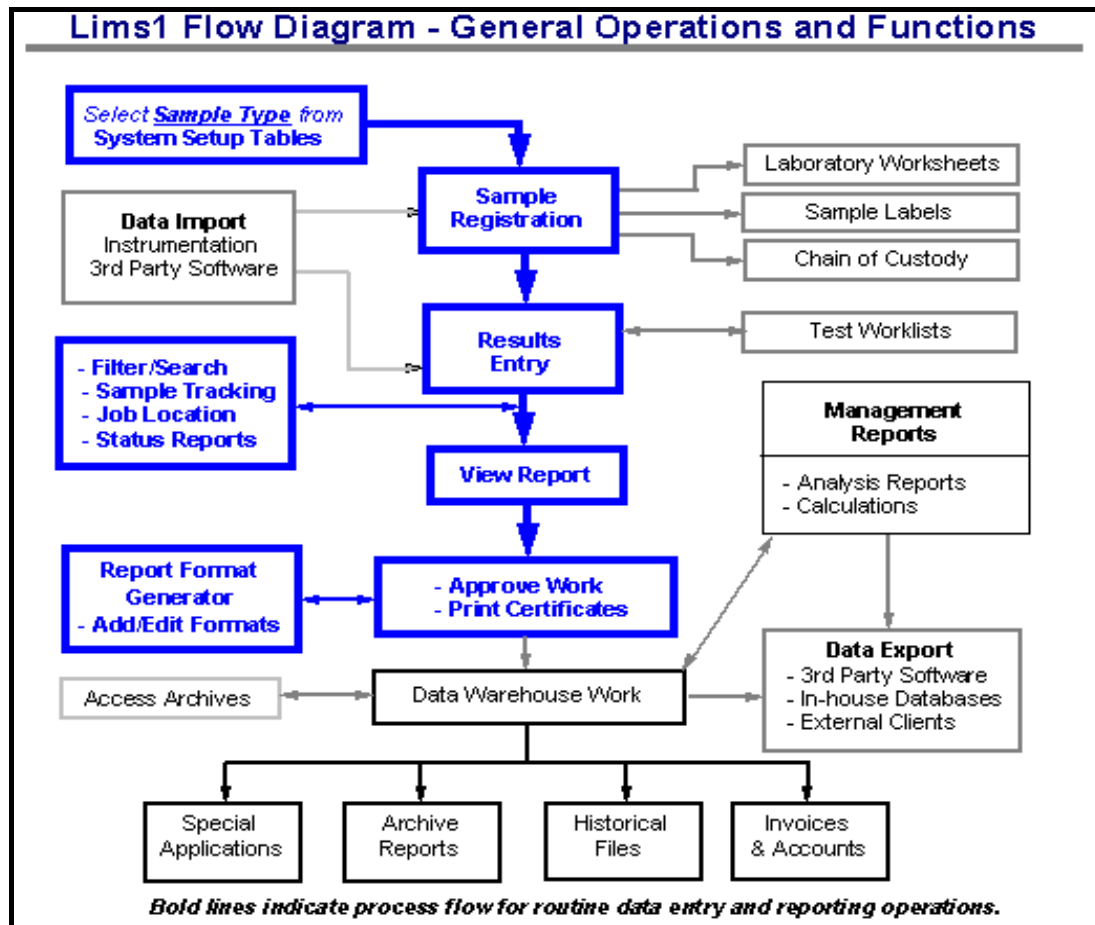 Lims1 Flow Diagram - General Operations and Functions
Select Sample Type from
System Setup Tables
Sample
Registration
Laboratory Worksheets
Sample Labels
Chain of Custody
Data Import
Instrumentation
3rd Party Software
Results
Entry
Test Worklists
- Filter/Search
- Sample Tracking
- Job Location
- Status Reports
Management
Reports
- Analysis Reports
- Calculations
View Report
Report Format
Generator
- Add/Edit Formats
- Approve Work
- Print Certificates
Data Export
- 3rd Party Software
- In-house Databases
- External Clients
Access Archives
Data Warehouse Work
Special
Applications
Archive
Reports
Historical
Files
Invoices
& Accounts
Bold lines indicate process flow for routine data entry and reporting operations.